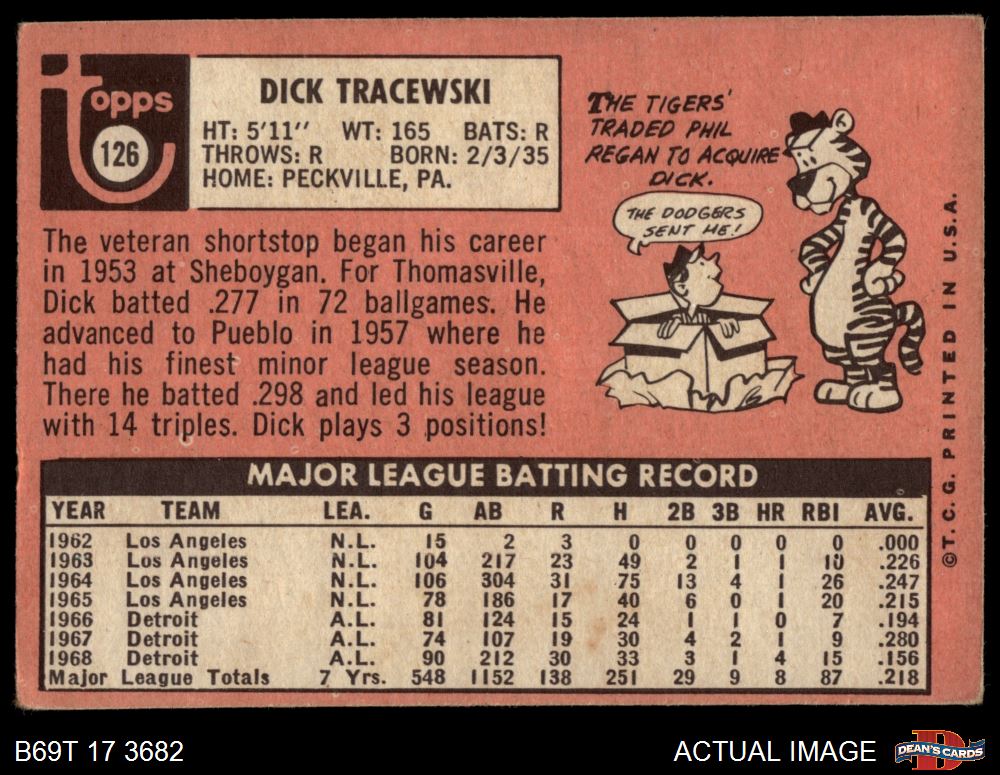 Topps
126
DICK TRACEWSKI
HT: 5'11" WT: 165 BATS: R
THROWS: R BORN: 2/3/35
HOME: PECKVILLE, PA.
The veteran shortstop began his career
in 1953 at Sheboygan. For Thomasville,
Dick batted .277 in 72 ballgames. He
advanced to Pueblo in 1957 where he
had his finest minor league season.
There he batted .298 and led his league
with 14 triples. Dick plays 3 positions!
THE TIGERS'
TRADED PHIL
REGAN TO ACQUIRE
DICK.
THE DODGERS
SENT ME!
©T.C.G. PRINTED IN U.S.A.
MAJOR LEAGUE BATTING RECORD
YEAR TEAM LEA. G AB R H 2B 3B HR RBI AVG.
1962 Los Angeles N.L. 15 2 3 0 0 0 0 0 .000
1963 Los Angeles N.L. 104 217 23 49 2 1 1 10 .226
1964 Los Angeles N.L. 106 304 31 75 13 4 1 26 .247
1965 Los Angeles N.L. 78 186 17 40 6 0 1 20 .215
1966 Detroit A.L. 81 124 15 24 1 1 0 7 .194
1967 Detroit A.L. 74 107 19 30 4 2 1 9 .280
1968 Detroit A.L. 90 212 30 33 3 1 4 15 .156
Major League Totals 7 Yrs. 548 1152 138 251 29 9 8 87 .218
B69T 17 3682
ACTUAL IMAGE
DEAN'S CARDS